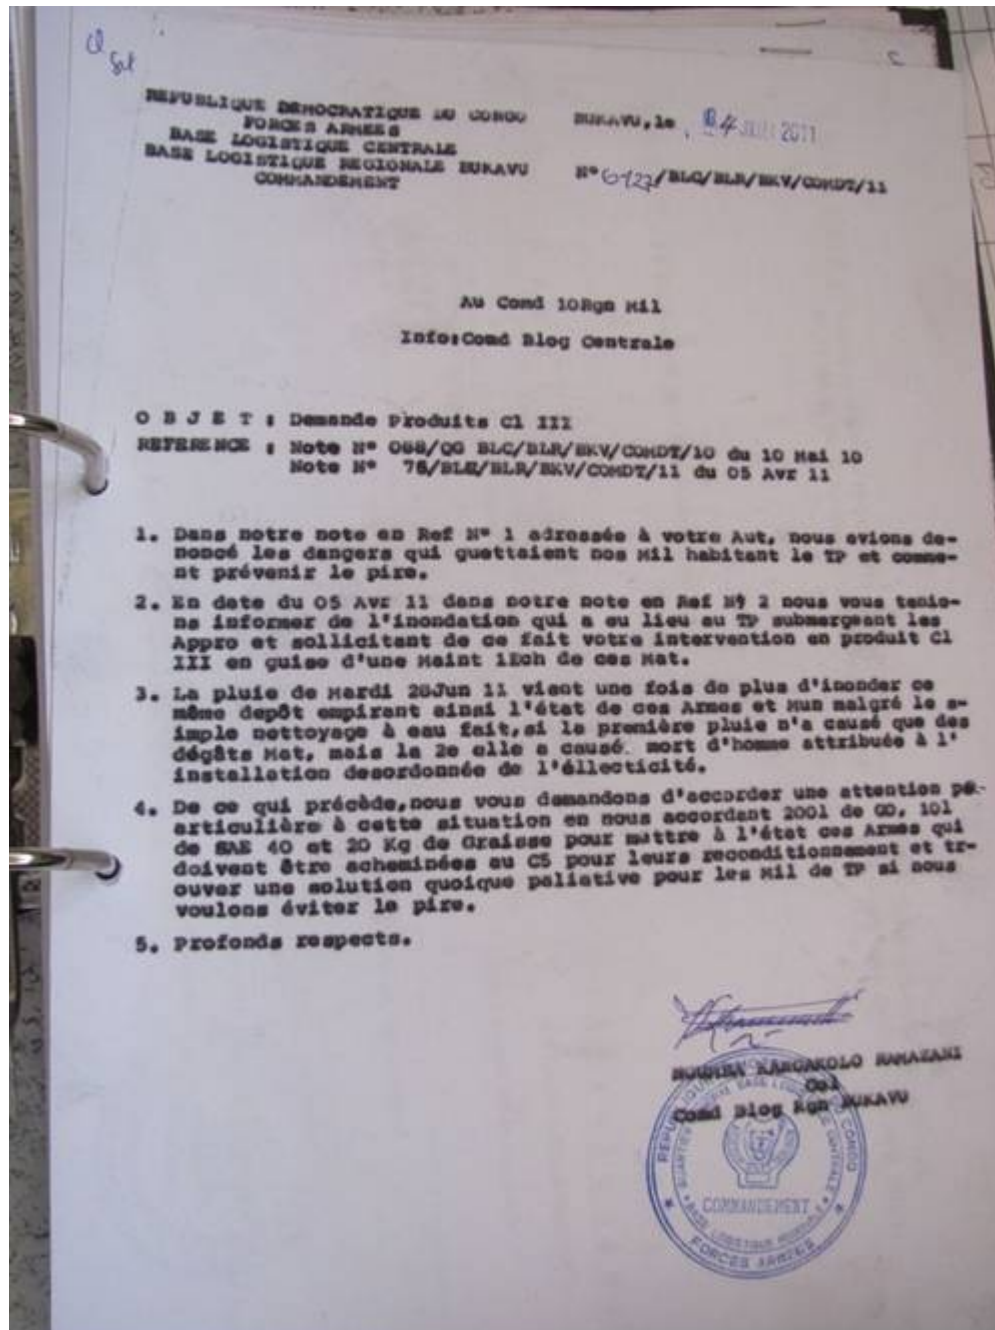 REPUBLIQUE DEMOCRATIQUE DU CONGO
FORCES ARMEES
BASE LOGISTIQUE CENTRALE
BASE LOGISTIQUE REGIONALE BUKAVU
COMMANDEMENT
BUKAVU, le 04 JUL 2011
N° /BLC/BLR/BKV/COMDT/11
Au Comd 10Rgn Mil
Info:Comd Blog Centrale
O B J E T : Demande Produits Cl III
REFERENCE : Note N° 068/QG BLC/BLR/BKV/COMDT/10 du 10 Mai 10
Note N° 76/BLC/BLR/BKV/COMDT/11 du 05 Avr 11
1. Dans notre note en Ref N° 1 adressée à votre Aut, nous avions de-
noncé les dangers qui guettaient nos Mil habitant le TP et comme-
nt prévenir le pire.
2. En date du 05 Avr 11 dans notre note en Ref N° 2 nous vous tenio-
ns informer de l'inondation qui a eu lieu au TP submergeant les
Appro et sollicitant de ce fait votre intervention en produit Cl
III en guise d'une Maint 1Ech de ces Mat.
3. La pluie de Mardi 28Jun 11 vient une fois de plus d'inonder ce
même depôt empirant ainsi l'état de ces Armes et Mun malgré le s-
imple nettoyage à eau fait,si la première pluie n'a causé que des
dégâts Mat, mais la 2e elle a causé. mort d'homme attribuée à l'
installation desordonnée de l'éllecticité.
4. De ce qui précède,nous vous demandons d'accorder une attention pa-
articulière à cette situation en nous accordant 200l de GO, 10l
de SAE 40 et 20 Kg de Graisse pour mettre à l'état ces Armes qui
doivent être acheminées au C5 pour leurs reconditionnement et tr-
ouver une solution quoique paliative pour les Mil de TP si nous
voulons éviter le pire.
5. Profonds respects.
KANGAKOLO RAMAZANI
Col
Comd Blog Rgn BUKAVU
COMMANDEMENT
FORCES ARMEES